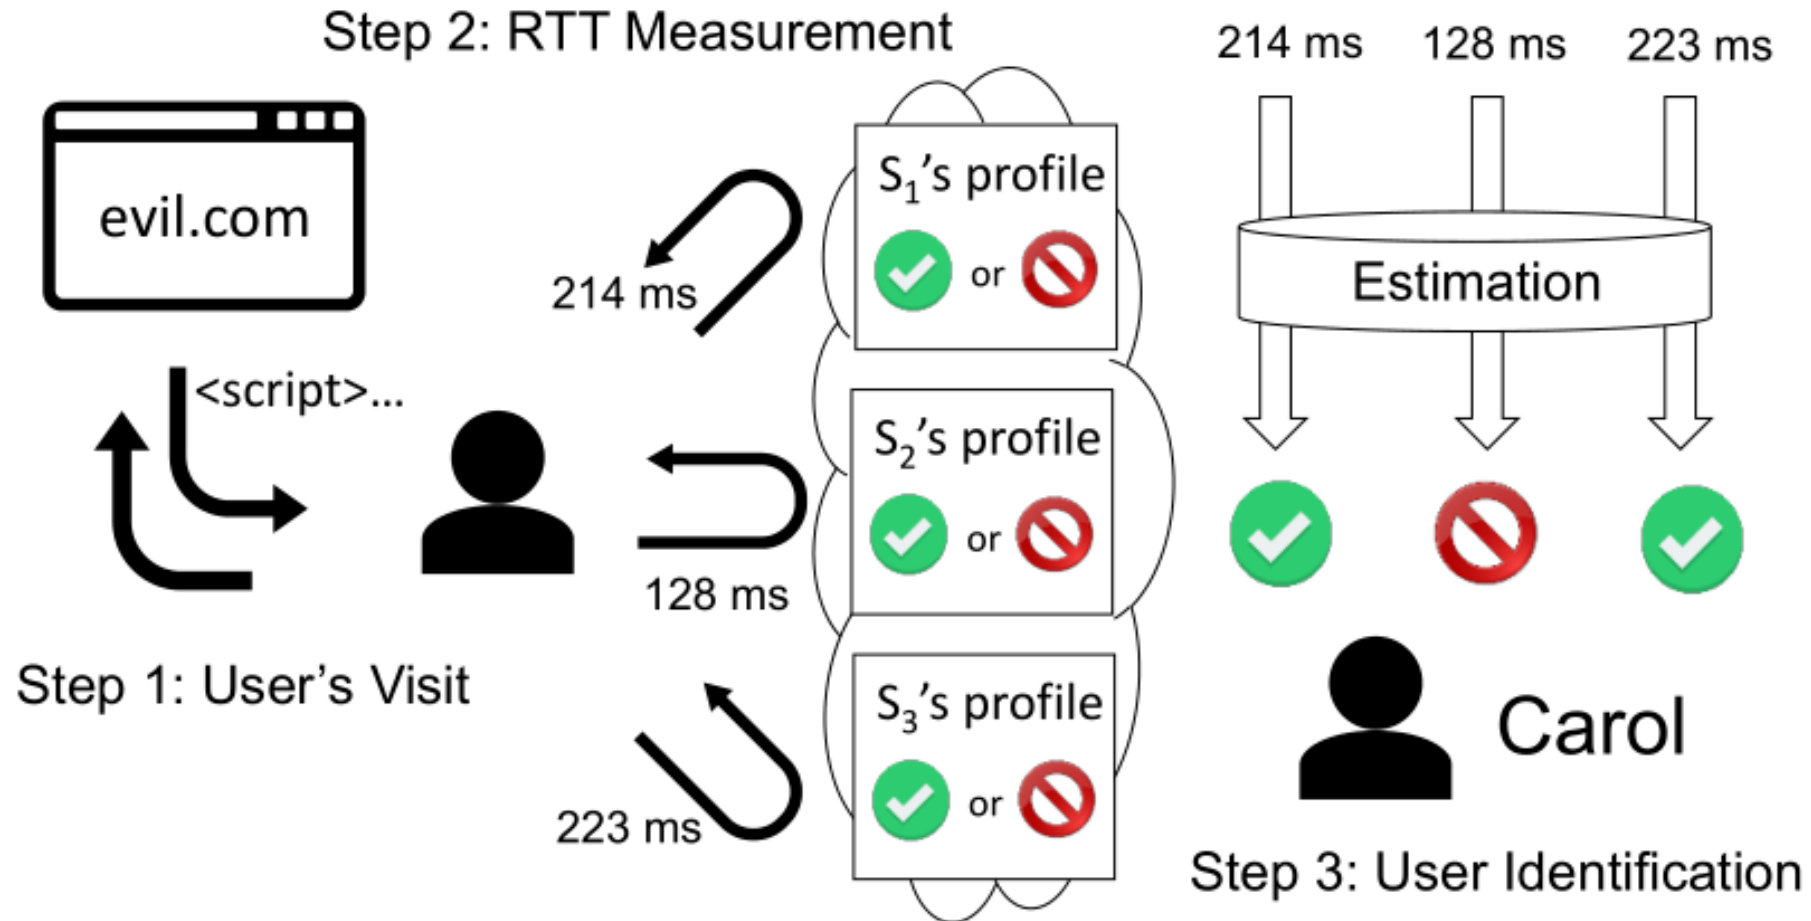 Step 2: RTT Measurement
evil.com
<script>...
Step 1: User’s Visit
214 ms
128 ms
223 ms
S₁’s profile
or
S₂’s profile
or
S₃’s profile
or
214 ms 128 ms 223 ms
Estimation
Carol
Step 3: User Identification